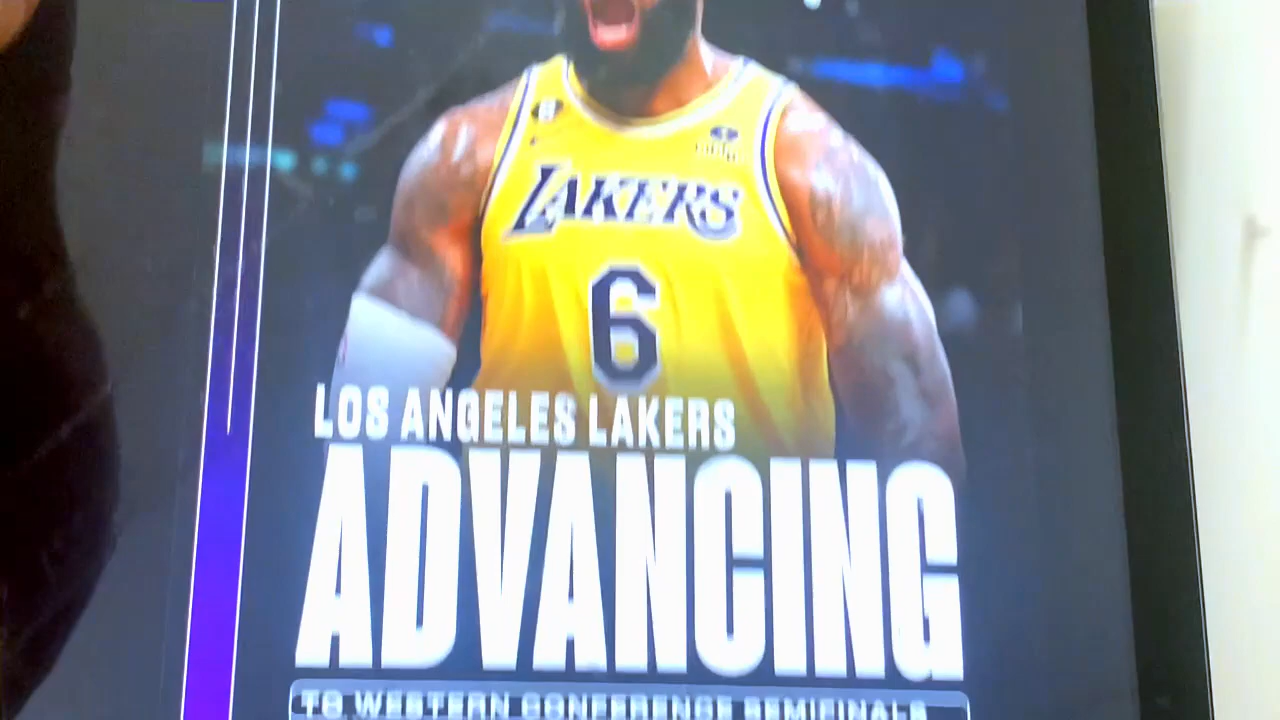 LAKERS
6
LOS ANGELES LAKERS
ADVANCING
TO WESTERN CONFERENCE SEMIFINALS